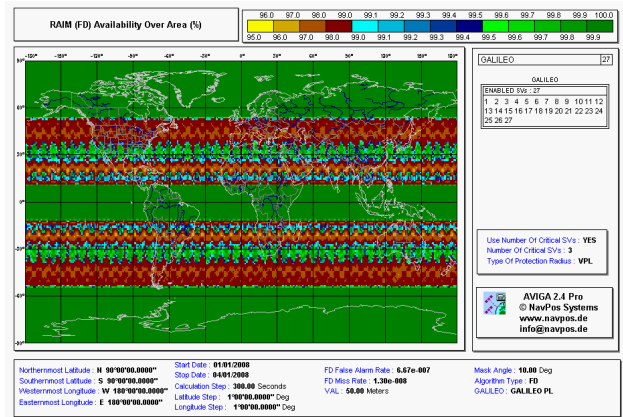 RAIM (FD) Availability Over Area (%)
96.0 97.0 98.0 99.0 99.1 99.2 99.3 99.4 99.5 99.6 99.7 99.8 99.9 100.0
95.0 96.0 97.0 98.0 99.0 99.1 99.2 99.3 99.4 99.5 99.6 99.7 99.8 99.9
GALILEO 27
GALILEO
ENABLED SVs : 27
1 2 3 4 5 6 7 8 9 10 11 12
13 14 15 16 17 18 19 20 21 22 23 24
25 26 27
Use Number Of Critical SVs : YES
Number Of Critical SVs : 3
Type Of Protection Radius : VPL
AVIGA 2.4 Pro
© NavPos Systems
www.navpos.de
info@navpos.de
Northernmost Latitude : N 90°00'00.0000"
Southernmost Latitude : S 90°00'00.0000"
Westernmost Longitude : W 180°00'00.0000"
Easternmost Longitude : E 180°00'00.0000"
Start Date : 01/01/2008
Stop Date : 04/01/2008
Calculation Step : 300.00 Seconds
Latitude Step : 1°00'00.0000" Deg
Longitude Step : 1°00'00.0000" Deg
FD False Alarm Rate : 6.67e-007
FD Miss Rate : 1.30e-008
VAL : 50.00 Meters
Mask Angle : 10.00 Deg
Algorithm Type : FD
GALILEO : GALILEO PL